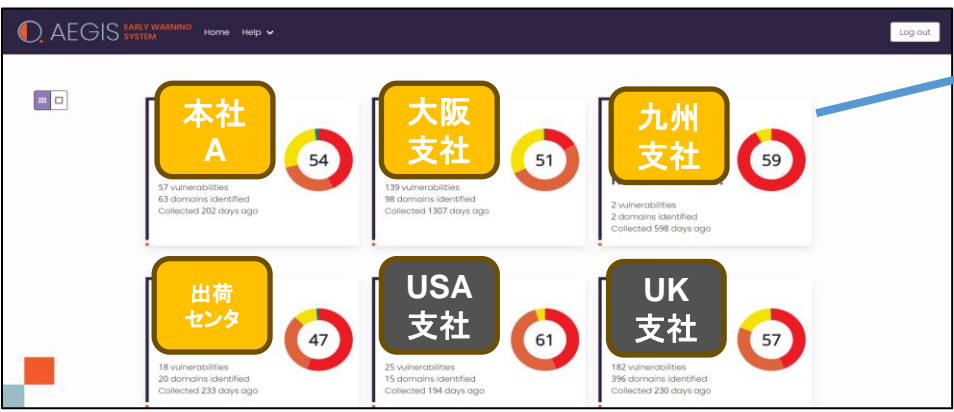 AEGIS EARLY WARNING SYSTEM
Home Help
Log out
本社
A
54
57 vulnerabilities
63 domains identified
Collected 202 days ago
大阪
支社
51
139 vulnerabilities
98 domains identified
Collected 1307 days ago
九州
支社
59
2 vulnerabilities
2 domains identified
Collected 598 days ago
出荷
センタ
47
18 vulnerabilities
20 domains identified
Collected 233 days ago
USA
支社
61
25 vulnerabilities
15 domains identified
Collected 194 days ago
UK
支社
57
182 vulnerabilities
396 domains identified
Collected 230 days ago